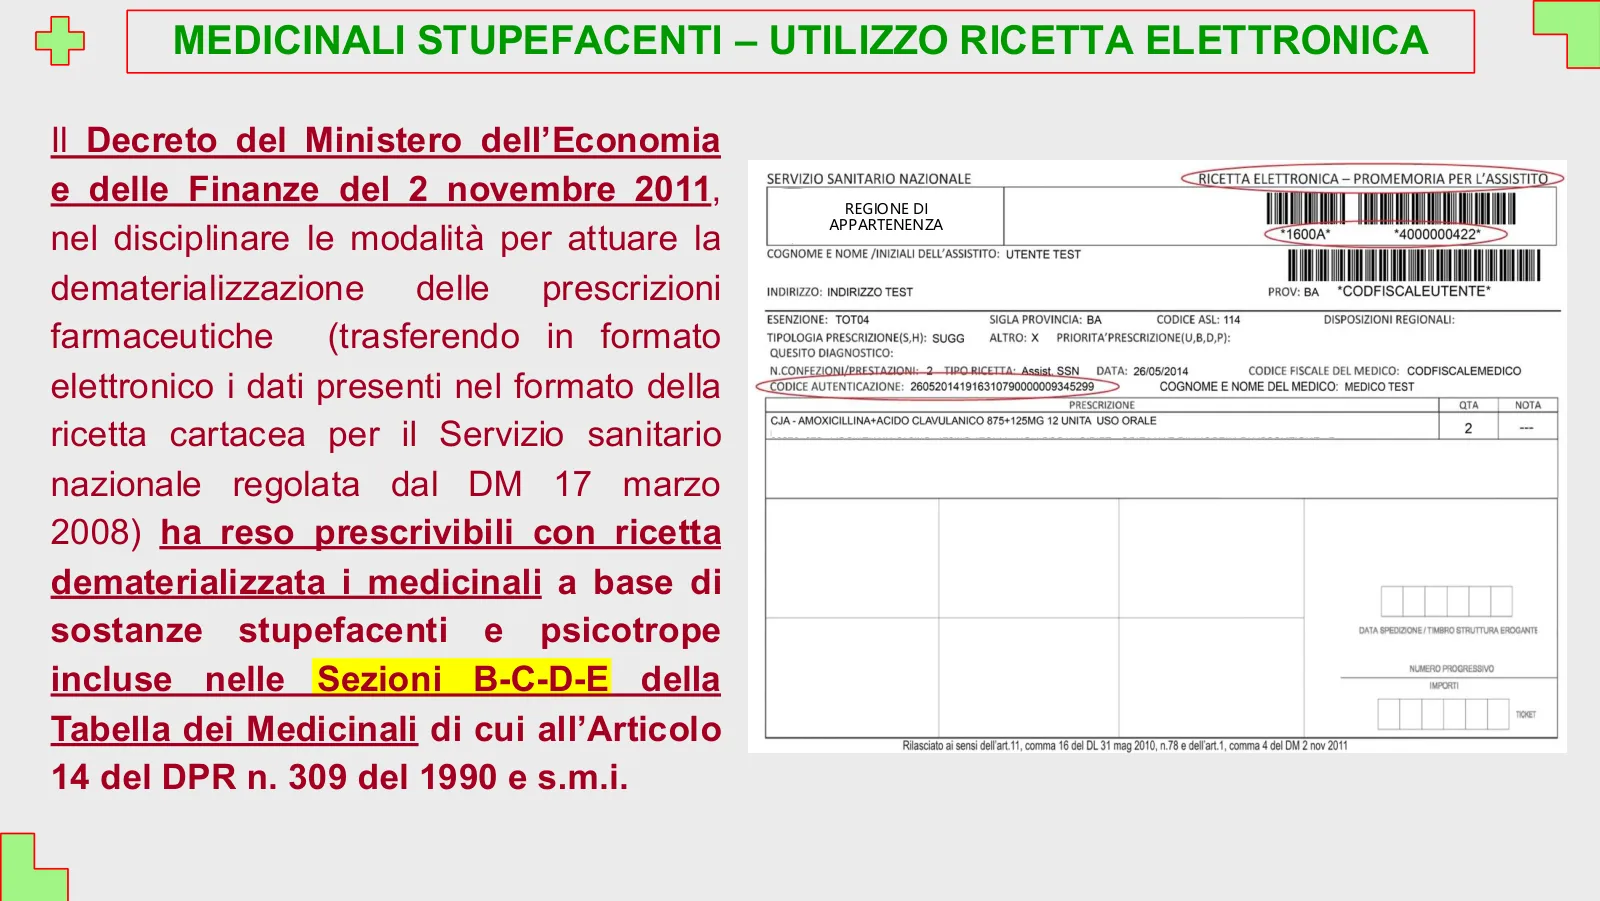 MEDICINALI STUPEFACENTI – UTILIZZO RICETTA ELETTRONICA
Il Decreto del Ministero dell’Economia
e delle Finanze del 2 novembre 2011,
nel disciplinare le modalità per attuare la
dematerializzazione delle prescrizioni
farmaceutiche (trasferendo in formato
elettronico i dati presenti nel formato della
ricetta cartacea per il Servizio sanitario
nazionale regolata dal DM 17 marzo
2008) ha reso prescrivibili con ricetta
dematerializzata i medicinali a base di
sostanze stupefacenti e psicotrope
incluse nelle Sezioni B-C-D-E della
Tabella dei Medicinali di cui all’Articolo
14 del DPR n. 309 del 1990 e s.m.i.
SERVIZIO SANITARIO NAZIONALE
RICETTA ELETTRONICA – PROMEMORIA PER L’ASSISTITO
REGIONE DI
APPARTENENZA
*1600A* *4000000422*
COGNOME E NOME /INIZIALI DELL’ASSISTITO: UTENTE TEST
INDIRIZZO: INDIRIZZO TEST PROV: BA *CODFISCALEUTENTE*
ESENZIONE: TOT04 SIGLA PROVINCIA: BA CODICE ASL: 114 DISPOSIZIONI REGIONALI:
TIPOLOGIA PRESCRIZIONE(S,H): SUGG ALTRO: X PRIORITA’PRESCRIZIONE(U,B,D,P):
QUESITO DIAGNOSTICO:
N.CONFEZIONI/PRESTAZIONI: 2 TIPO RICETTA: Assist. SSN DATA: 26/05/2014 CODICE FISCALE DEL MEDICO: CODFISCALEMEDICO
CODICE AUTENTICAZIONE: 260520141916310790000009345299 COGNOME E NOME DEL MEDICO: MEDICO TEST
PRESCRIZIONE QTA NOTA
CJA - AMOXICILLINA+ACIDO CLAVULANICO 875+125MG 12 UNITA USO ORALE 2 ---
DATA SPEDIZIONE / TIMBRO STRUTTURA EROGANTE
NUMERO PROGRESSIVO
IMPORTI
TICKET
Rilasciato ai sensi dell’art.11, comma 16 del DL 31 mag 2010, n.78 e dell’art.1, comma 4 del DM 2 nov 2011